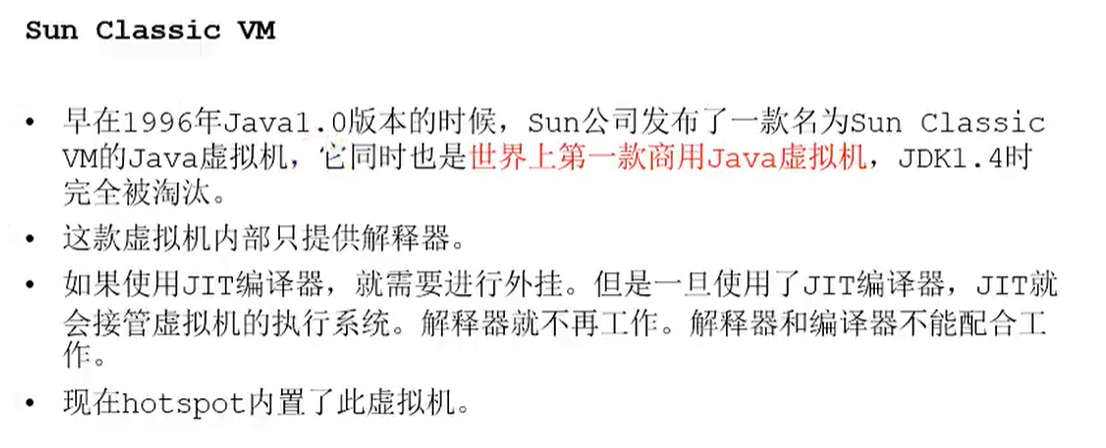 Sun Classic VM
• 早在1996年Java1.0版本的时候，Sun公司发布了一款名为Sun Classic
VM的Java虚拟机，它同时也是世界上第一款商用Java虚拟机，JDK1.4时
完全被淘汰。
• 这款虚拟机内部只提供解释器。
• 如果使用JIT编译器，就需要进行外挂。但是一旦使用了JIT编译器，JIT就
会接管虚拟机的执行系统。解释器就不再工作。解释器和编译器不能配合工
作。
• 现在hotspot内置了此虚拟机。